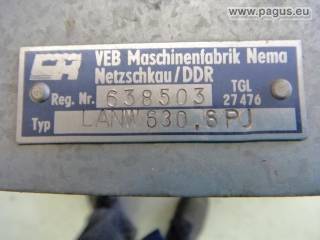 www.pagus.eu
VEB Maschinenfabrik Nema
Netzschkau/DDR
Reg. Nr. 638503 TGL 27476
Typ LANW 630.6PJ